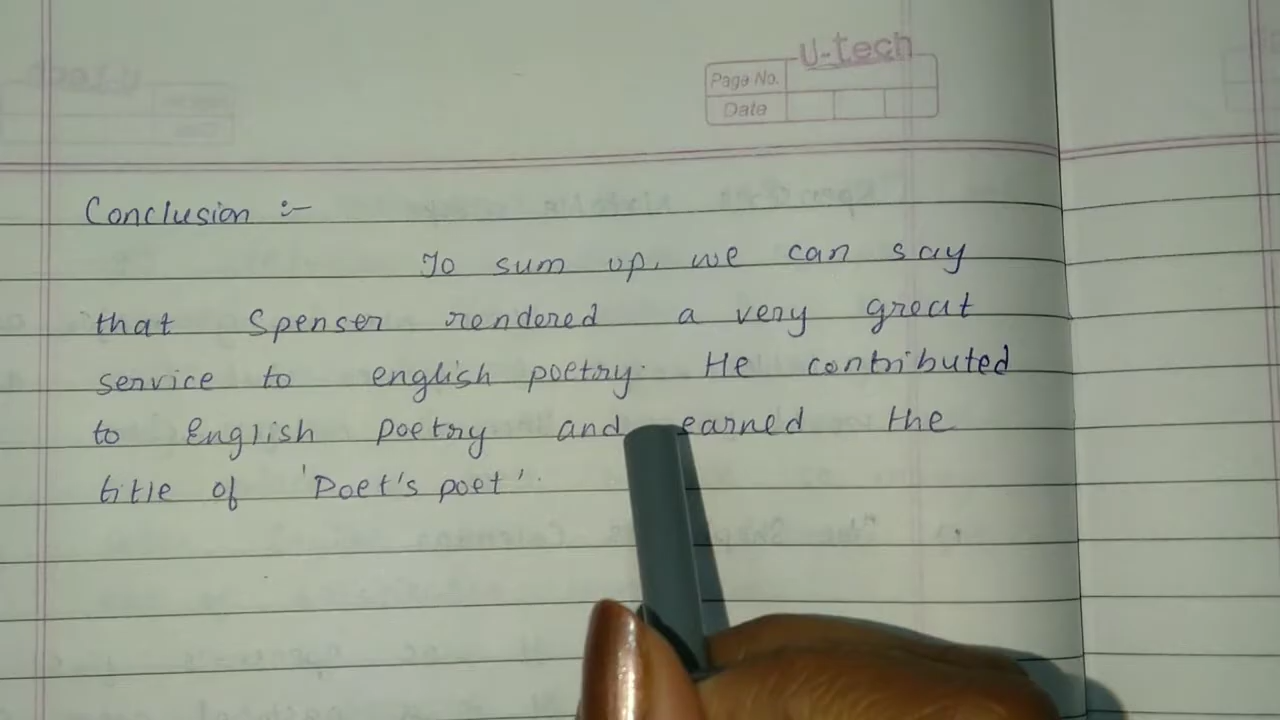 U-tech
Page No.
Date
Conclusion :-
To sum up, we can say
that Spenser rendered a very great
service to english poetry. He contributed
to English poetry and earned the
title of 'Poet's poet'.